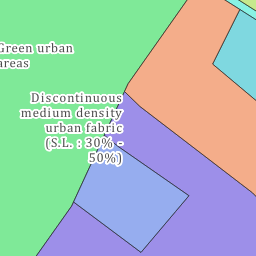 Green urban
areas
Discontinuous
medium density
urban fabric
(S.L. : 30% -
50%)